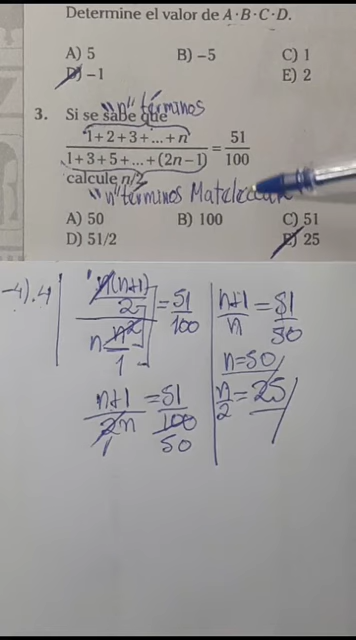 Determine el valor de A·B·C·D.
A) 5 B) -5 C) 1
D) -1 E) 2
"n" términos
3. Si se sabe que
1+2+3+...+n / 1+3+5+...+(2n-1) = 51/100
calcule n/2.
"n" términos
A) 50 B) 100 C) 51
D) 51/2 E) 25
-4).4
n(n+1)/2 / n²/1 = 51/100
n+1/2n = 51/100
50
n+1/n = 51/50
n=50
n/2 = 25